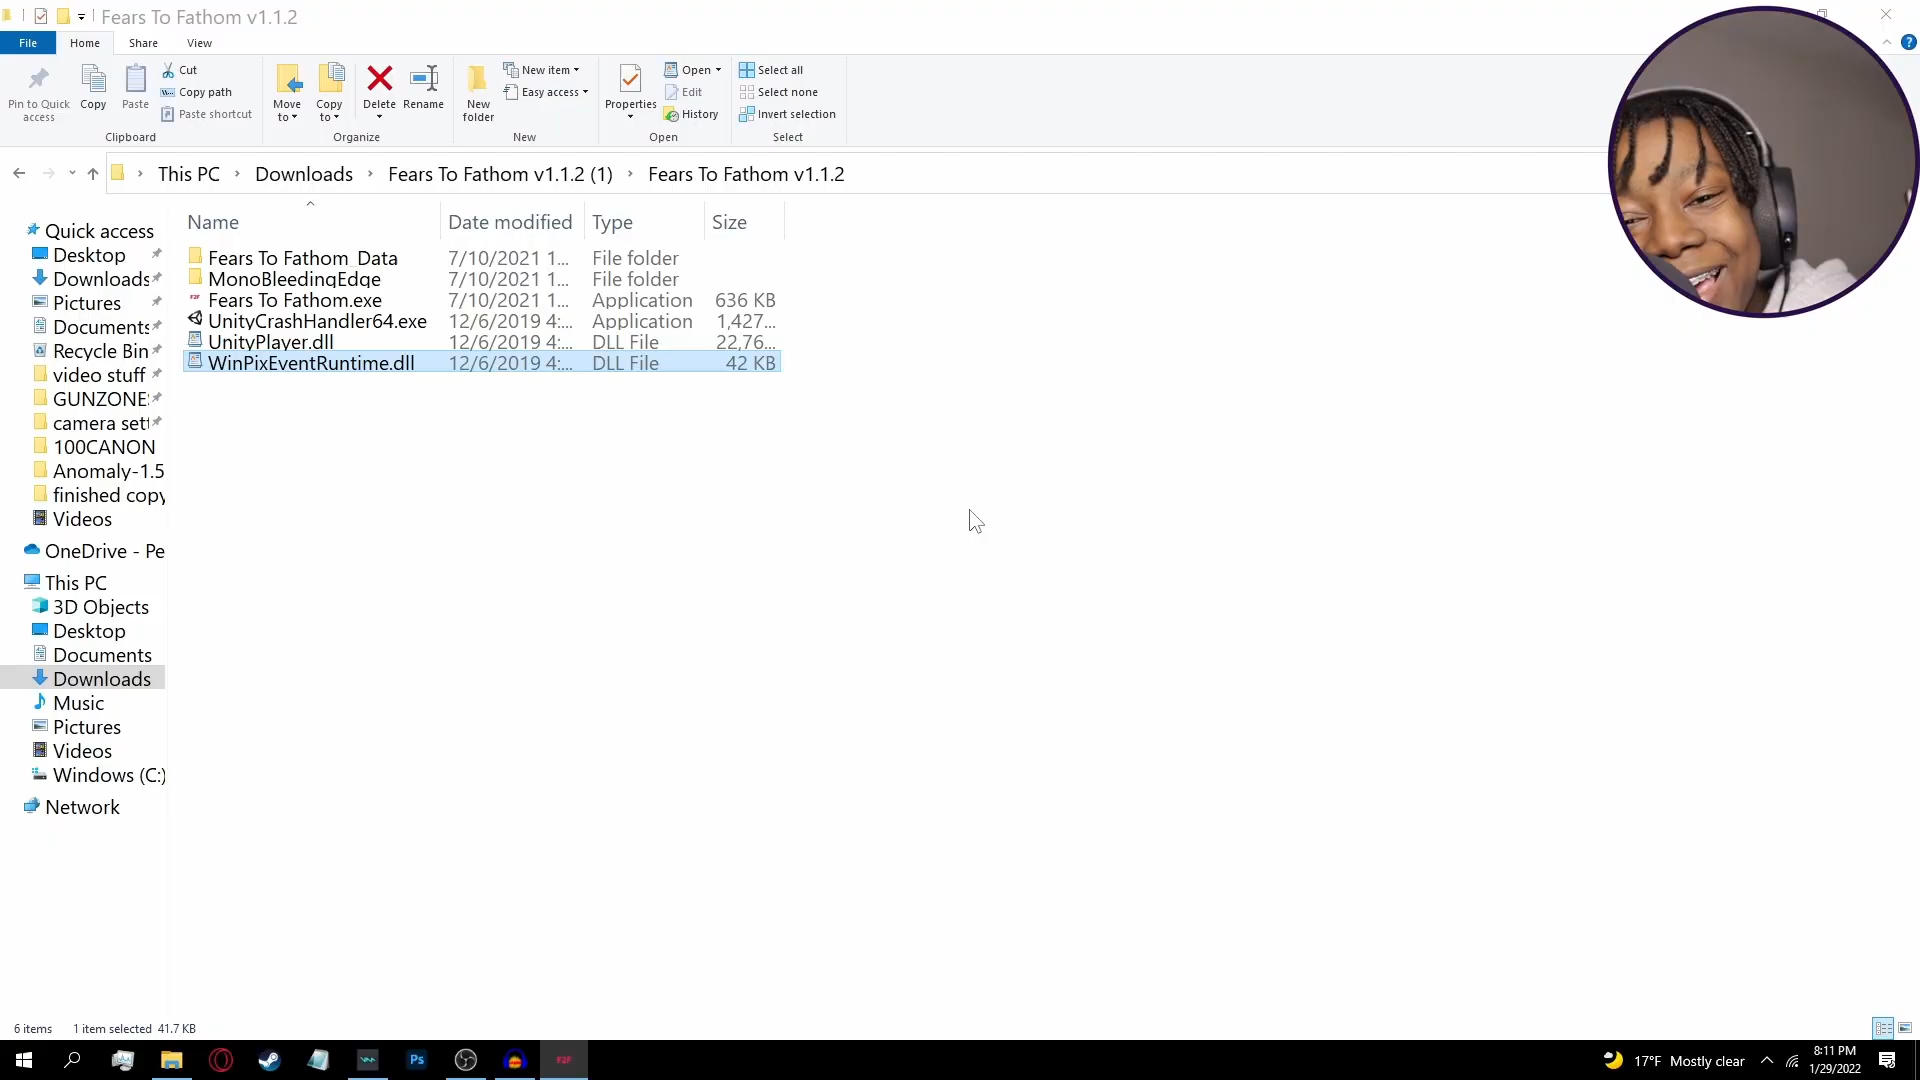 Fears To Fathom v1.1.2
File Home Share View
Pin to Quick access
Copy
Paste
Cut
Copy path
Paste shortcut
Clipboard
Move to
Copy to
Delete
Rename
Organize
New folder
New item
Easy access
New
Properties
Open
Edit
History
Open
Select all
Select none
Invert selection
Select
This PC > Downloads > Fears To Fathom v1.1.2 (1) > Fears To Fathom v1.1.2
Name Date modified Type Size
Fears To Fathom_Data 7/10/2021 1... File folder
MonoBleedingEdge 7/10/2021 1... File folder
Fears To Fathom.exe 7/10/2021 1... Application 636 KB
UnityCrashHandler64.exe 12/6/2019 4:... Application 1,427...
UnityPlayer.dll 12/6/2019 4:... DLL File 22,76...
WinPixEventRuntime.dll 12/6/2019 4:... DLL File 42 KB
Quick access
Desktop
Downloads
Pictures
Documents
Recycle Bin
video stuff
GUNZONE
camera sett
100CANON
Anomaly-1.5
finished copy
Videos
OneDrive - Pe
This PC
3D Objects
Desktop
Documents
Downloads
Music
Pictures
Videos
Windows (C:)
Network
6 items 1 item selected 41.7 KB
Ps
F2F
17°F Mostly clear
8:11 PM
1/29/2022